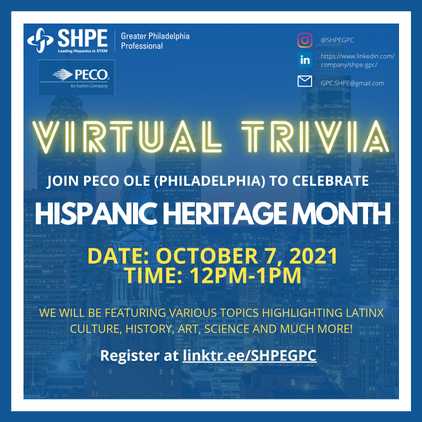 SHPE
Leading Hispanics in STEM
Greater Philadelphia
Professional
PECO
An Exelon Company
@SHPEGPC
https://www.linkedin.com/
company/shpe-gpc/
GPC.SHPE@gmail.com
VIRTUAL TRIVIA
JOIN PECO OLE (PHILADELPHIA) TO CELEBRATE
HISPANIC HERITAGE MONTH
DATE: OCTOBER 7, 2021
TIME: 12PM-1PM
WE WILL BE FEATURING VARIOUS TOPICS HIGHLIGHTING LATINX
CULTURE, HISTORY, ART, SCIENCE AND MUCH MORE!
Register at linktr.ee/SHPEGPC